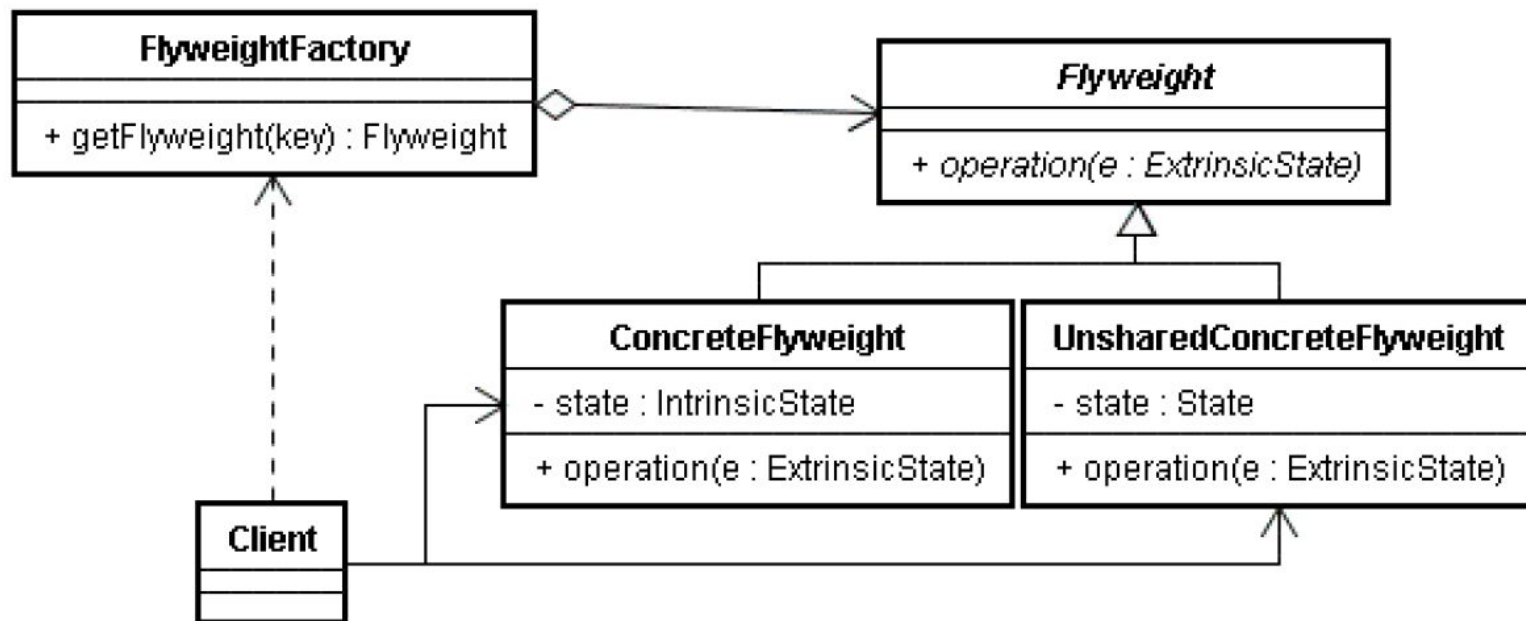 FlyweightFactory
+ getFlyweight(key) : Flyweight
Flyweight
+ operation(e : ExtrinsicState)
ConcreteFlyweight
- state : IntrinsicState
+ operation(e : ExtrinsicState)
UnsharedConcreteFlyweight
- state : State
+ operation(e : ExtrinsicState)
Client